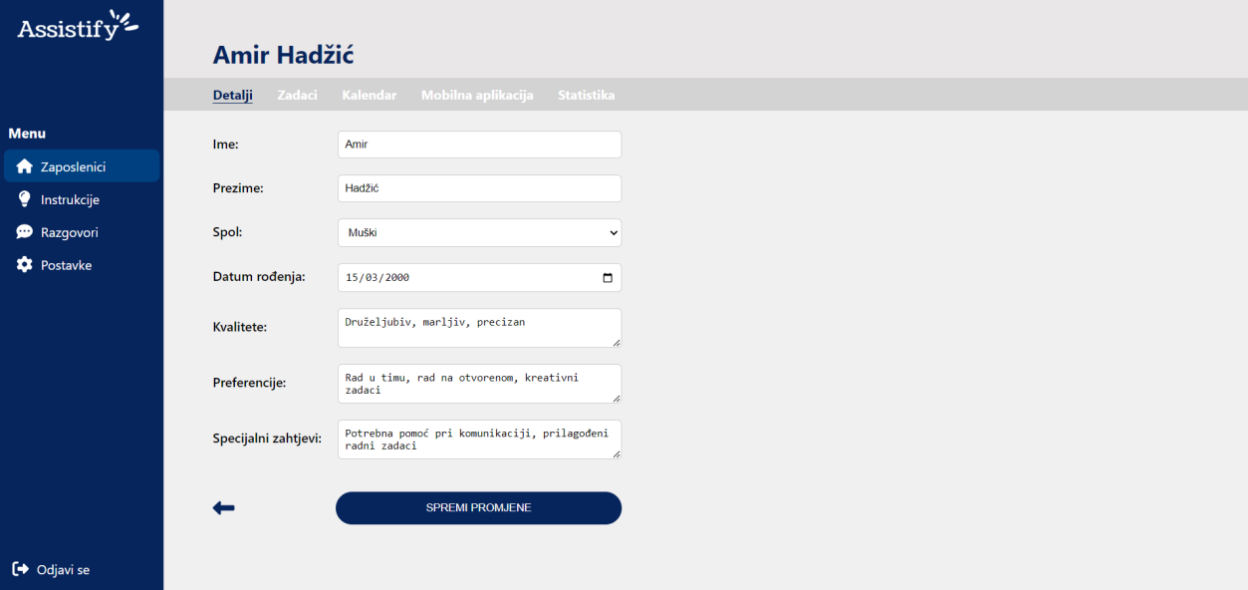 Assistify
Amir Hadžić
Detalji Zadaci Kalendar Mobilna aplikacija Statistika
Menu
Zaposlenici
Instrukcije
Razgovori
Postavke
Odjavi se
Ime: Amir
Prezime: Hadžić
Spol: Muški
Datum rođenja: 15/03/2000
Kvalitete: Druželjubiv, marljiv, precizan
Preferencije: Rad u timu, rad na otvorenom, kreativni
zadaci
Specijalni zahtjevi: Potrebna pomoć pri komunikaciji, prilagođeni
radni zadaci
SPREMI PROMJENE